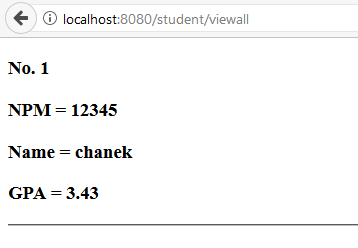 localhost:8080/student/viewall
No. 1
NPM = 12345
Name = chanek
GPA = 3.43